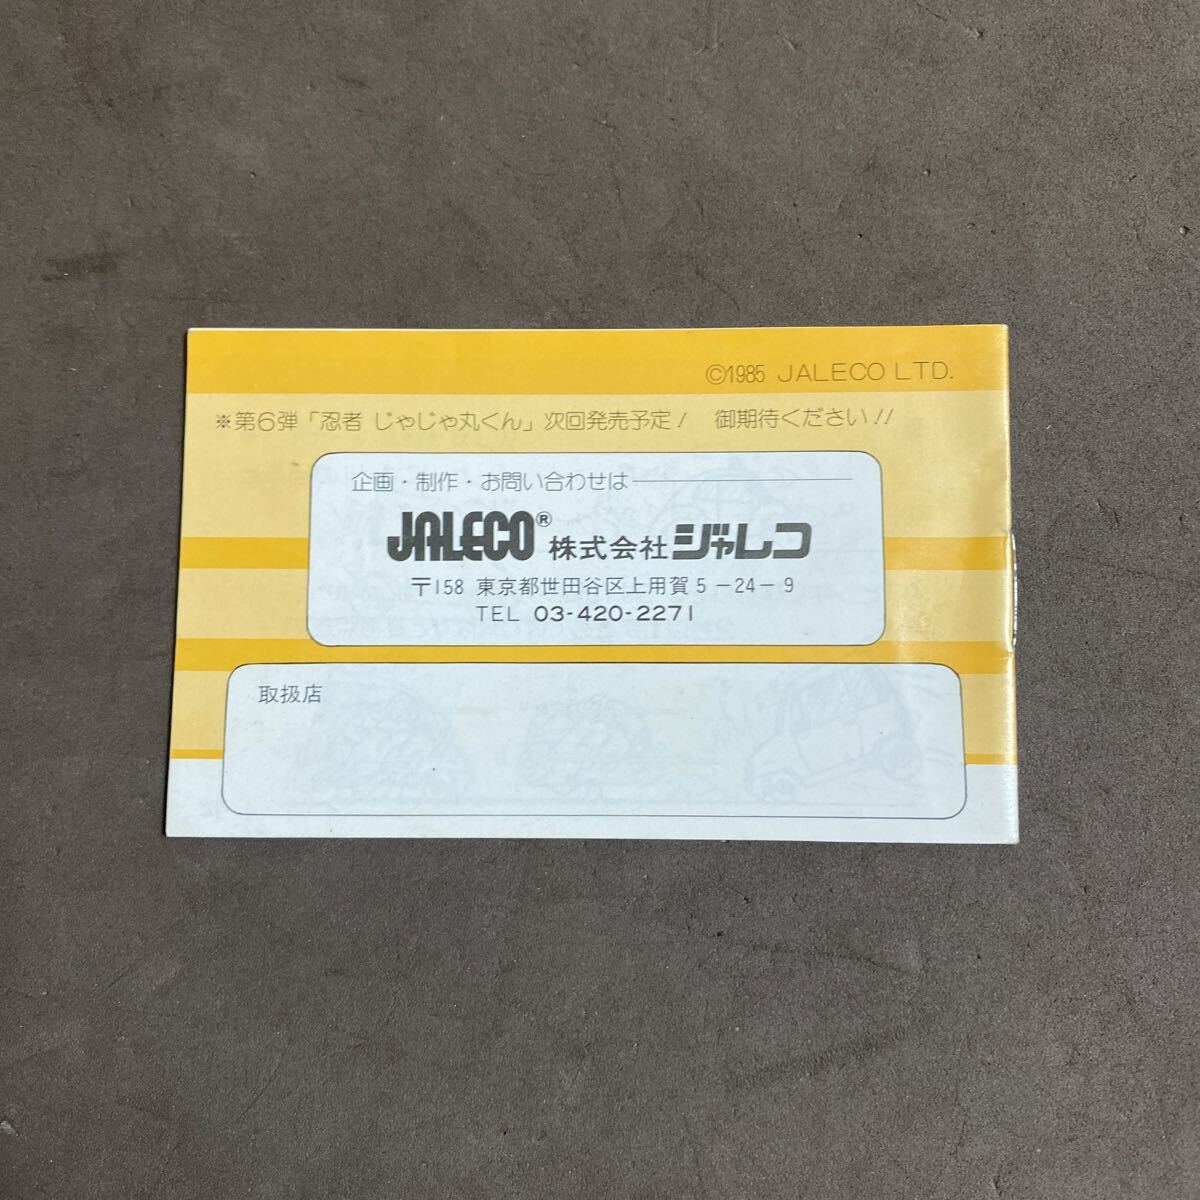 ©1985 JALECO LTD.
※第6弾「忍者 じゃじゃ丸くん」次回発売予定! 御期待ください!!
企画・制作・お問い合わせは
JALECO® 株式会社ジャレコ
〒158 東京都世田谷区上用賀5-24-9
TEL 03-420-2271
取扱店